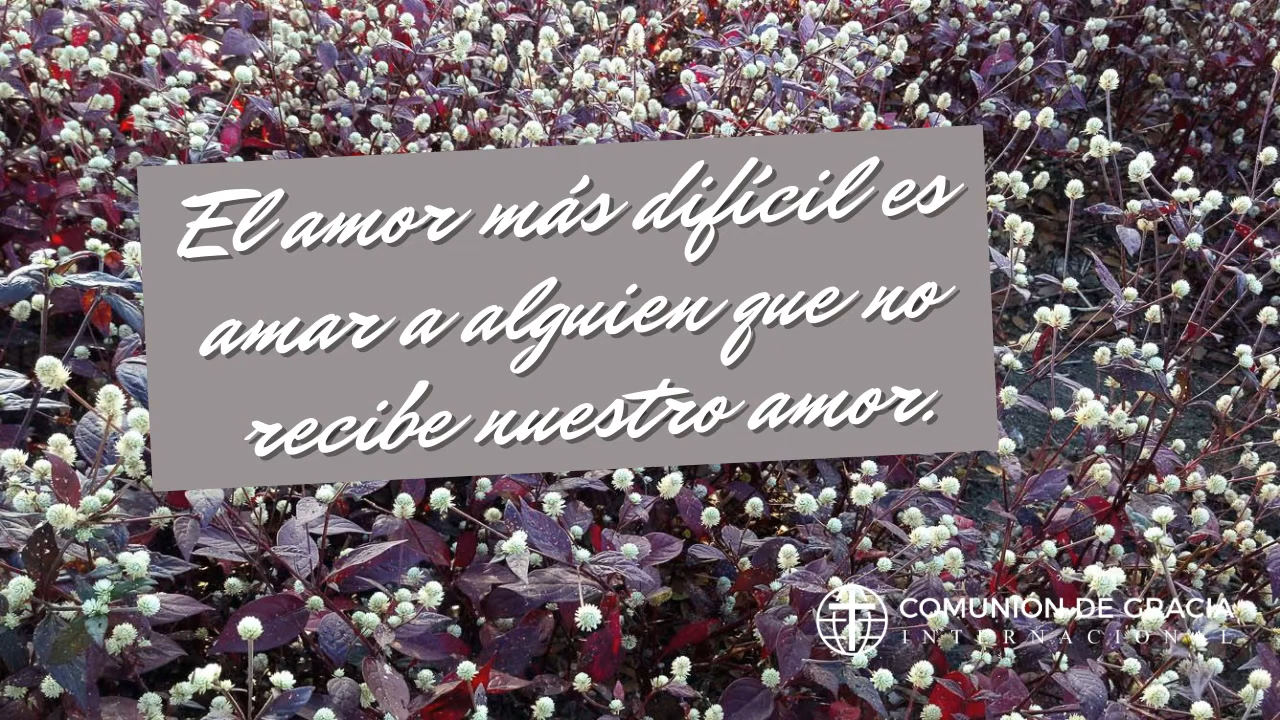 El amor más difícil es
amar a alguien que no
recibe nuestro amor.
COMUNIÓN DE GRACIA
INTERNACIONAL